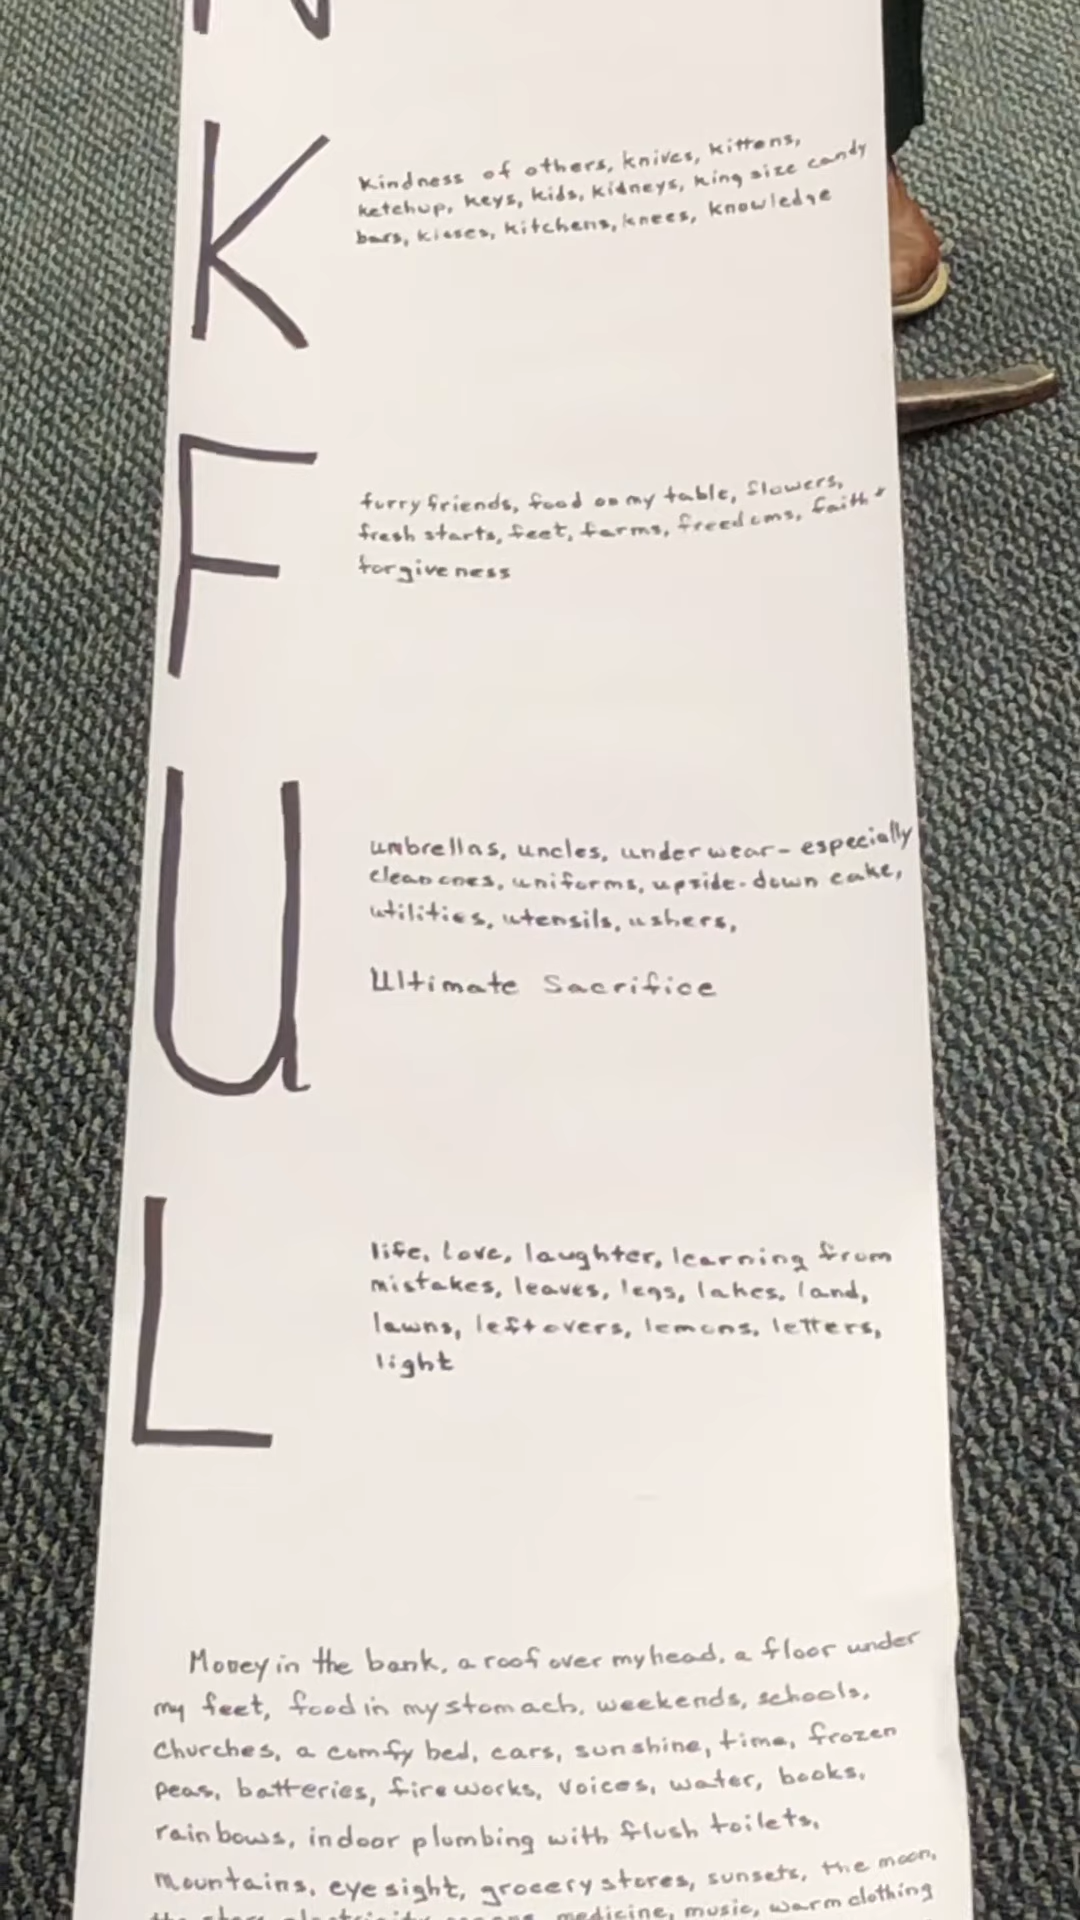 N
K
kindness of others, knives, kittens,
ketchup, keys, kids, kidneys, king size candy
bars, kisses, kitchens, knees, knowledge
F
furry friends, food on my table, flowers,
fresh starts, feet, farms, freedoms, faith +
forgiveness
U
umbrellas, uncles, underwear - especially
clean ones, uniforms, upside-down cake,
utilities, utensils, ushers,
Ultimate Sacrifice
L
life, love, laughter, learning from
mistakes, leaves, legs, lakes, land,
lawns, leftovers, lemons, letters,
light
Money in the bank, a roof over my head, a floor under
my feet, food in my stomach, weekends, schools,
churches, a comfy bed, cars, sunshine, time, frozen
peas, batteries, fireworks, voices, water, books,
rainbows, indoor plumbing with flush toilets,
mountains, eyesight, grocery stores, sunsets, the moon,
the stars, electricity, medicine, music, warm clothing